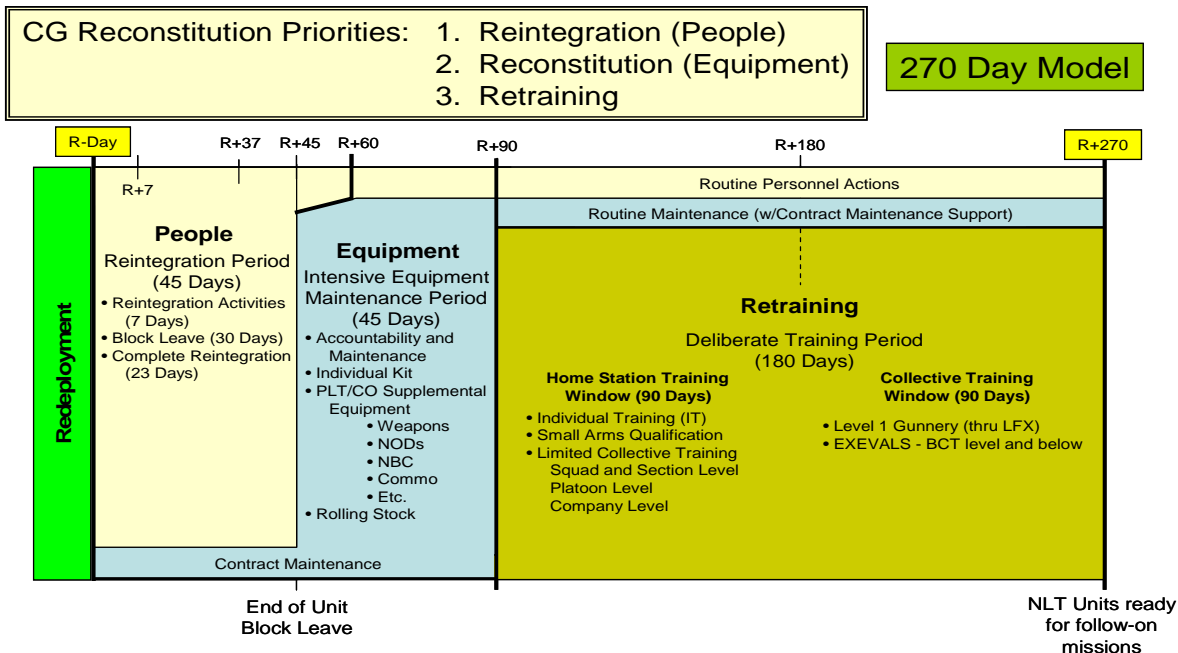 CG Reconstitution Priorities: 1. Reintegration (People)
2. Reconstitution (Equipment)
3. Retraining
270 Day Model
R-Day
R+37
R+45
R+60
R+90
R+180
R+270
R+7
Redeployment
People
Reintegration Period
(45 Days)
• Reintegration Activities
(7 Days)
• Block Leave (30 Days)
• Complete Reintegration
(23 Days)
Equipment
Intensive Equipment
Maintenance Period
(45 Days)
• Accountability and
Maintenance
• Individual Kit
• PLT/CO Supplemental
Equipment
• Weapons
• NODs
• NBC
• Commo
• Etc.
• Rolling Stock
Contract Maintenance
Routine Personnel Actions
Routine Maintenance (w/Contract Maintenance Support)
Retraining
Deliberate Training Period
(180 Days)
Home Station Training
Window (90 Days)
• Individual Training (IT)
• Small Arms Qualification
• Limited Collective Training
Squad and Section Level
Platoon Level
Company Level
Collective Training
Window (90 Days)
• Level 1 Gunnery (thru LFX)
• EXEVALS - BCT level and below
End of Unit
Block Leave
NLT Units ready
for follow-on
missions